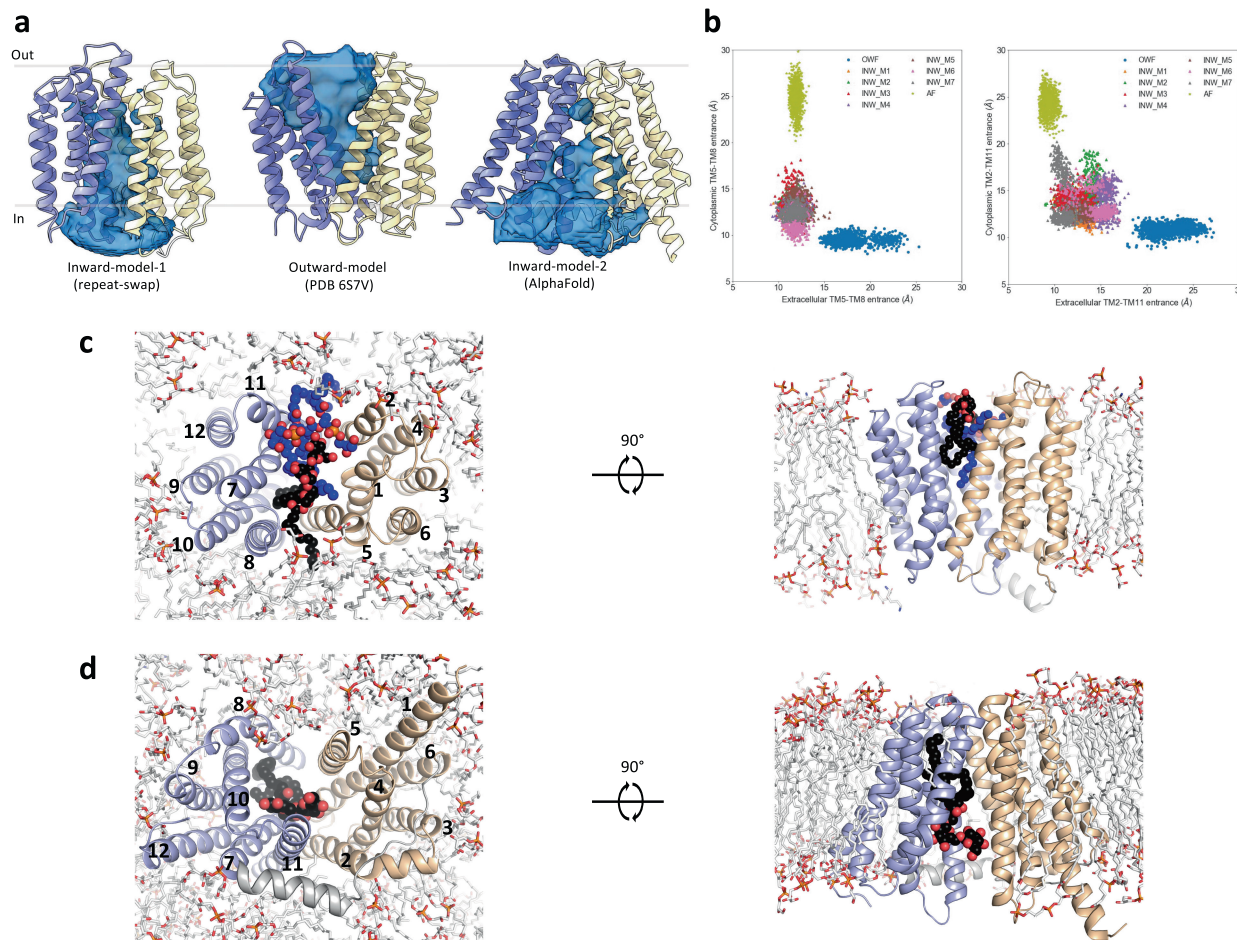 a
Out
In
Inward-model-1
(repeat-swap)
Outward-model
(PDB 6S7V)
Inward-model-2
(AlphaFold)
b
Cytoplasmic TM5-TM8 entrance (Å)
30
25
20
15
10
5
OWF
INW_M1
INW_M2
INW_M3
INW_M4
INW_M5
INW_M6
INW_M7
AF
5 10 15 20 25 30
Extracellular TM5-TM8 entrance (Å)
Cytoplasmic TM2-TM11 entrance (Å)
30
25
20
15
10
5
OWF
INW_M1
INW_M2
INW_M3
INW_M4
INW_M5
INW_M6
INW_M7
AF
5 10 15 20 25 30
Extracellular TM2-TM11 entrance (Å)
c
11
2
12
4
9
7
1
3
10
8
5
6
90°
d
8
1
5
6
9
10
4
3
12
7
11
2
90°